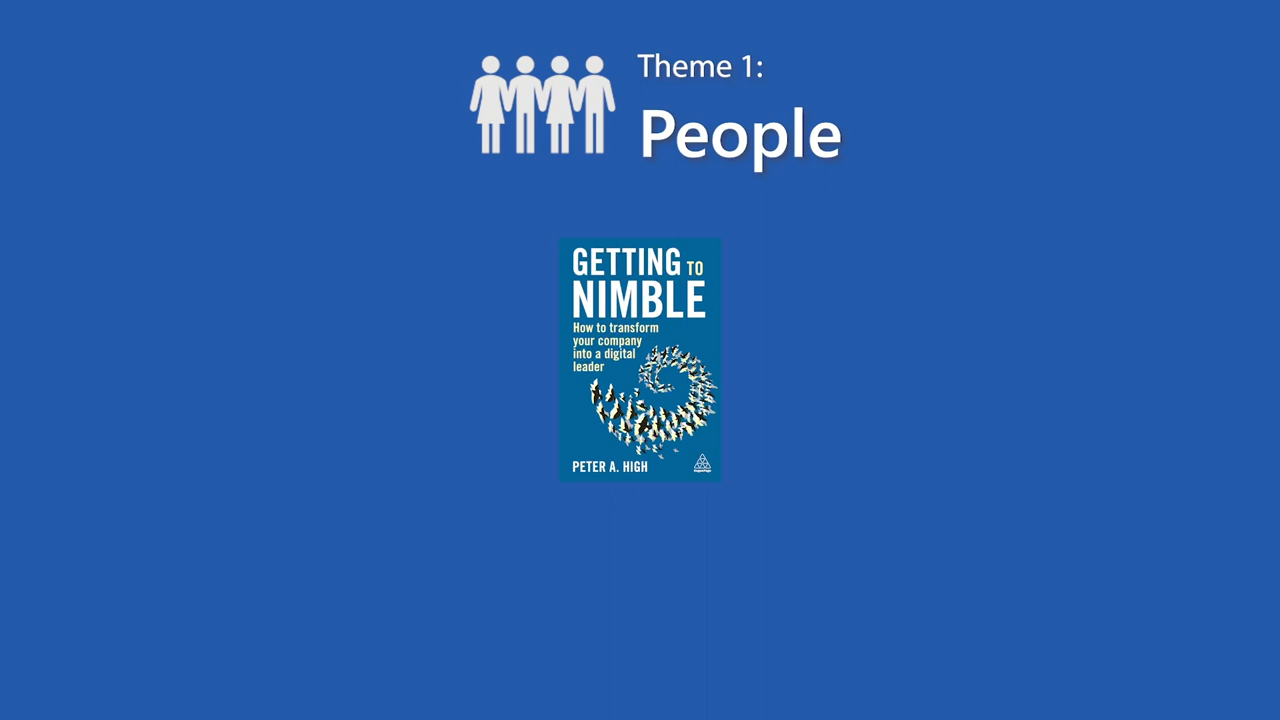 Theme 1:
People
GETTING TO
NIMBLE
How to transform
your company
into a digital
leader
PETER A. HIGH